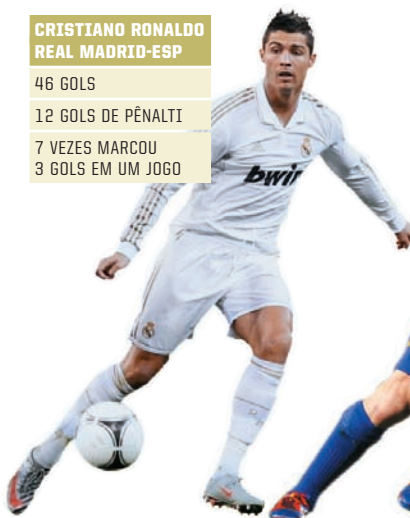 CRISTIANO RONALDO
REAL MADRID-ESP
46 GOLS
12 GOLS DE PÊNALTI
7 VEZES MARCOU
3 GOLS EM UM JOGO
bwin